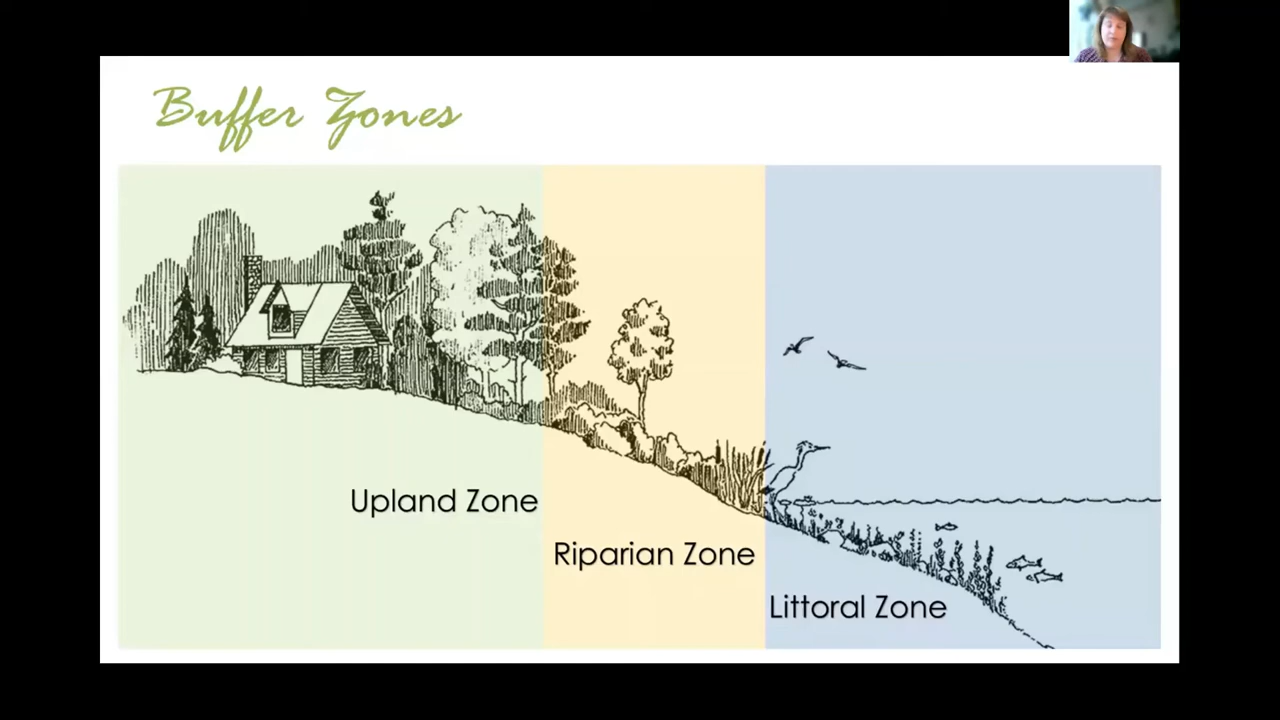 Buffer Zones
Upland Zone
Riparian Zone
Littoral Zone